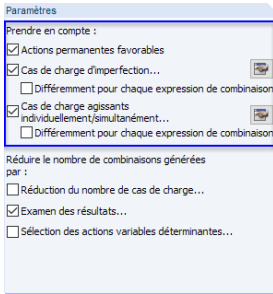 Paramètres
Prendre en compte :
Actions permanentes favorables
Cas de charge d'imperfection...
Différemment pour chaque expression de combinaison
Cas de charge agissants
individuellement/simultanément...
Différemment pour chaque expression de combinaison
Réduire le nombre de combinaisons générées
par :
Réduction du nombre de cas de charge...
Examen des résultats...
Sélection des actions variables déterminantes...